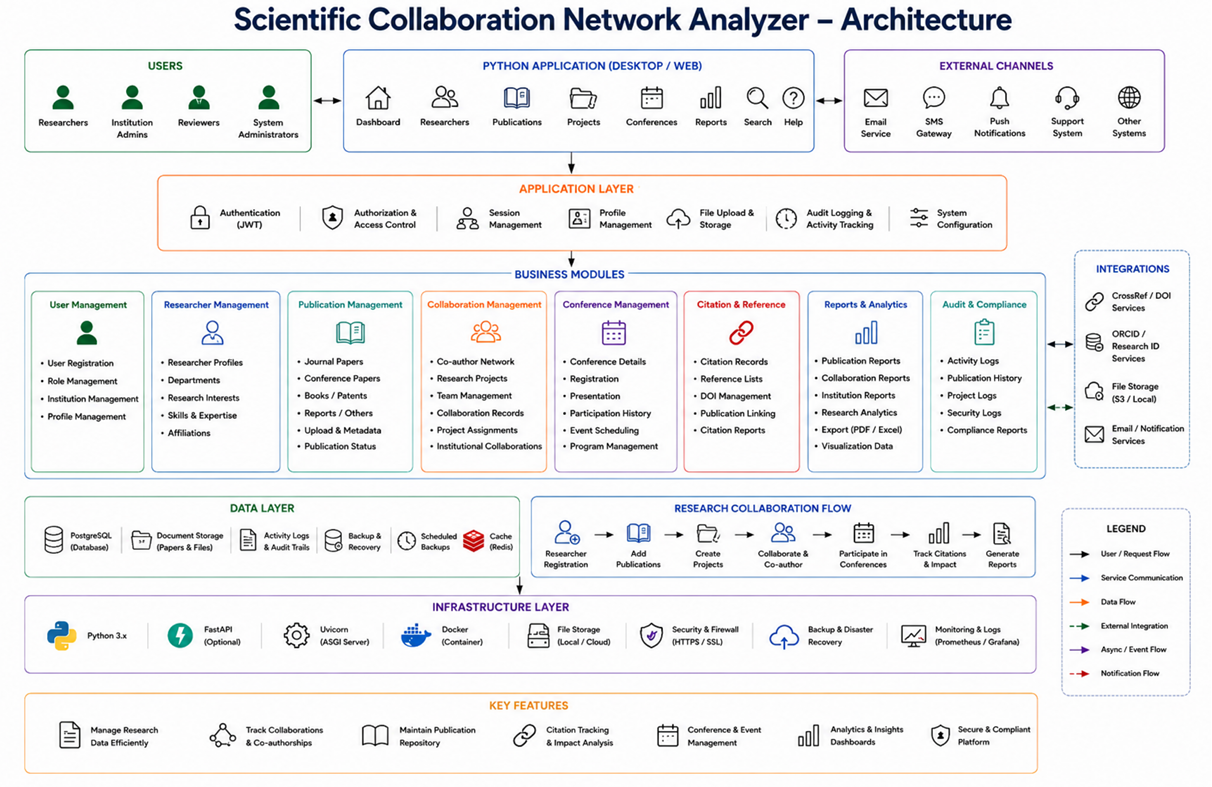 Scientific Collaboration Network Analyzer – Architecture
USERS
Researchers
Institution
Admins
Reviewers
System
Administrators
PYTHON APPLICATION (DESKTOP / WEB)
Dashboard
Researchers
Publications
Projects
Conferences
Reports
Search
Help
EXTERNAL CHANNELS
Email
Service
SMS
Gateway
Push
Notifications
Support
System
Other
Systems
APPLICATION LAYER
Authentication
(JWT)
Authorization &
Access Control
Session
Management
Profile
Management
File Upload &
Storage
Audit Logging &
Activity Tracking
System
Configuration
BUSINESS MODULES
User Management
• User Registration
• Role Management
• Institution Management
• Profile Management
Researcher Management
• Researcher Profiles
• Departments
• Research Interests
• Skills & Expertise
• Affiliations
Publication Management
• Journal Papers
• Conference Papers
• Books / Patents
• Reports / Others
• Upload & Metadata
• Publication Status
Collaboration Management
• Co-author Network
• Research Projects
• Team Management
• Collaboration Records
• Project Assignments
• Institutional Collaborations
Conference Management
• Conference Details
• Registration
• Presentation
• Participation History
• Event Scheduling
• Program Management
Citation & Reference
• Citation Records
• Reference Lists
• DOI Management
• Publication Linking
• Citation Reports
Reports & Analytics
• Publication Reports
• Collaboration Reports
• Institution Reports
• Research Analytics
• Export (PDF / Excel)
• Visualization Data
Audit & Compliance
• Activity Logs
• Publication History
• Project Logs
• Security Logs
• Compliance Reports
INTEGRATIONS
CrossRef / DOI
Services
ORCID /
Research ID
Services
File Storage
(S3 / Local)
Email / Notification
Services
DATA LAYER
PostgreSQL
(Database)
Document Storage
(Papers & Files)
Activity Logs
& Audit Trails
Backup &
Recovery
Scheduled
Backups
Cache
(Redis)
RESEARCH COLLABORATION FLOW
Researcher
Registration
Add
Publications
Create
Projects
Collaborate &
Co-author
Participate in
Conferences
Track Citations
& Impact
Generate
Reports
LEGEND
User / Request Flow
Service Communication
Data Flow
External Integration
Async / Event Flow
Notification Flow
INFRASTRUCTURE LAYER
Python 3.x
FastAPI
(Optional)
Uvicorn
(ASGI Server)
Docker
(Container)
File Storage
(Local / Cloud)
Security & Firewall
(HTTPS / SSL)
Backup & Disaster
Recovery
Monitoring & Logs
(Prometheus / Grafana)
KEY FEATURES
Manage Research
Data Efficiently
Track Collaborations
& Co-authorships
Maintain Publication
Repository
Citation Tracking
& Impact Analysis
Conference & Event
Management
Analytics & Insights
Dashboards
Secure & Compliant
Platform